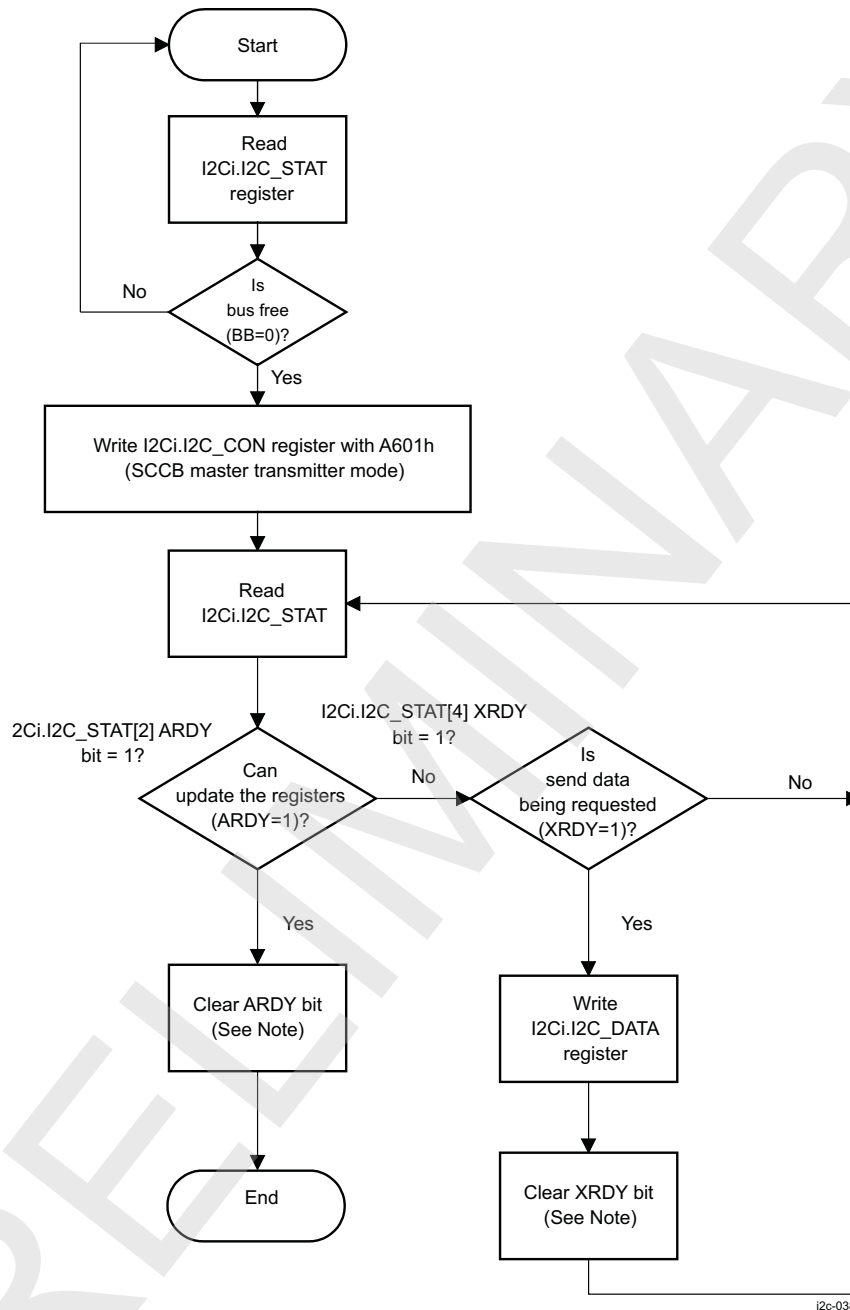 Start
Read
I2Ci.I2C_STAT
register
Is
bus free
(BB=0)?
No
Yes
Write I2Ci.I2C_CON register with A601h
(SCCB master transmitter mode)
Read
I2Ci.I2C_STAT
2Ci.I2C_STAT[2] ARDY
bit = 1?
I2Ci.I2C_STAT[4] XRDY
bit = 1?
Can
update the registers
(ARDY=1)?
No
Is
send data
being requested
(XRDY=1)?
No
Yes
Yes
Clear ARDY bit
(See Note)
Write
I2Ci.I2C_DATA
register
End
Clear XRDY bit
(See Note)
i2c-03
RELIMINARY